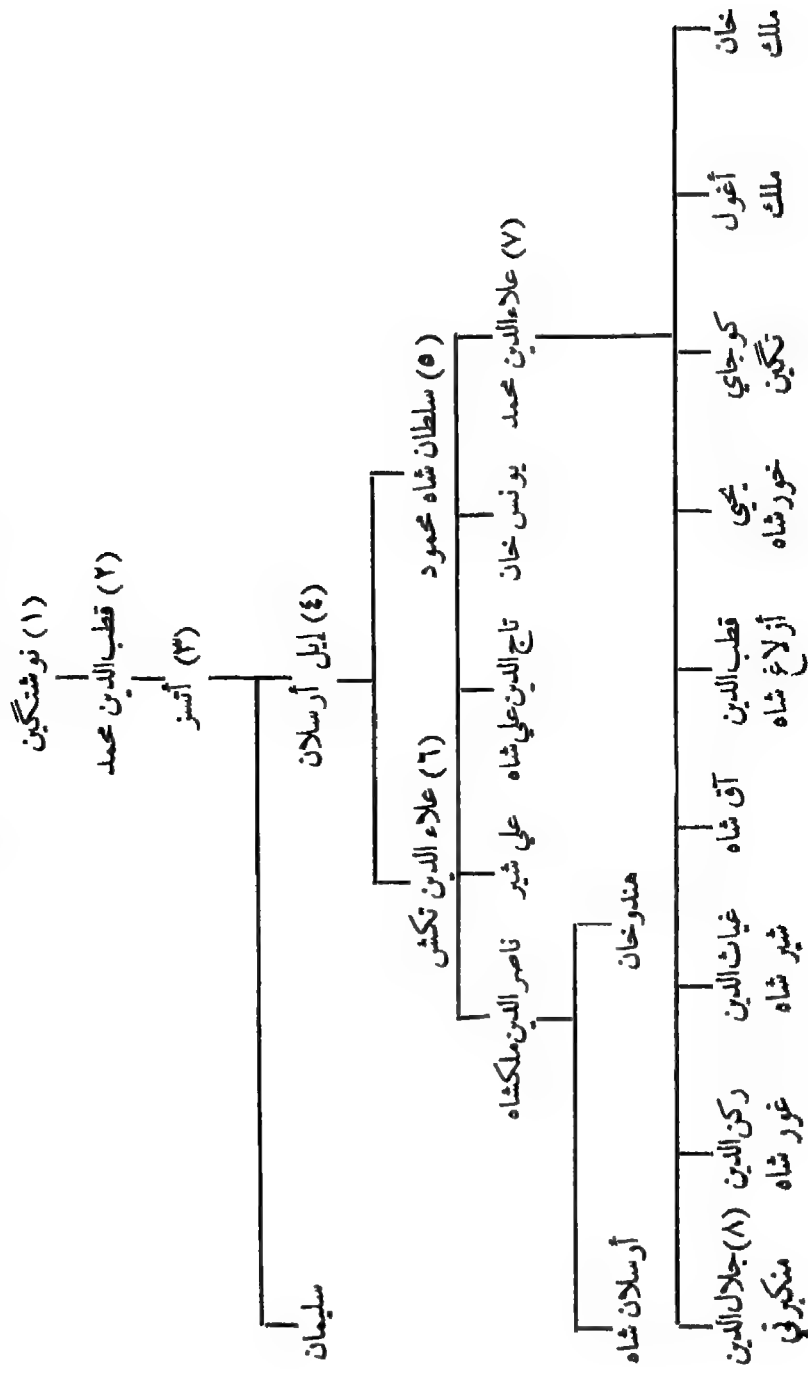 (١) نوشتگين
(٢) قطب الدين محمد
(٣) أتسز
سليمان
(٤) إيل أرسلان
(٥) سلطان شاه محمود
(٦) علاء الدين تكش
(٧) علاء الدين محمد
يونس خان
تاج الدين علي شاه
علي شير
ناصر الدين ملكشاه
هندوخان
أرسلان شاه
ملك
خان
ملك
أغول
كوجاي
تگين
يحيى
خور شاه
قطب الدين
أزلاغ شاه
آق شاه
غياث الدين
شير شاه
ركن الدين
غور شاه
(٨) جلال الدين
منكبرتي